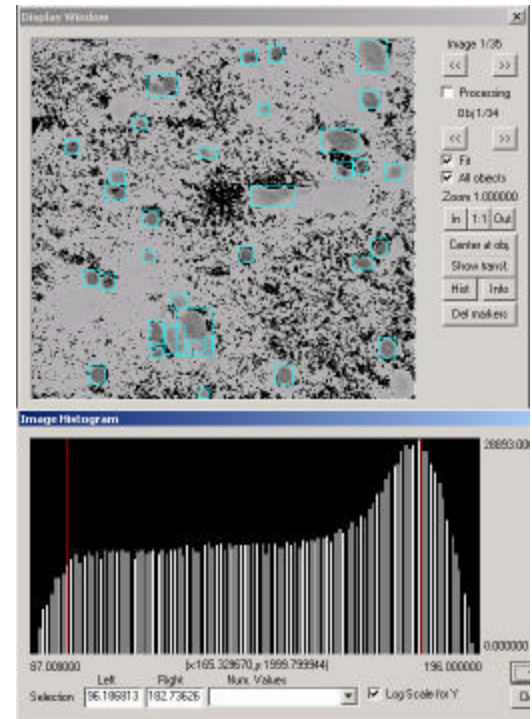 Display Window
Image 1/35
<< >>
Processing
Obj 1/34
<< >>
Fit
All objects
Zoom 1.000000
In 1:1 Out
Center at obj.
Show transf.
Hist Info
Del markers
Image Histogram
28893.00
0.000000
87.000000 |x:165.329670,y:1999.799944| 196.000000
Left Right Num. Values
Selection 96.186813 182.73626 Log Scale for Y